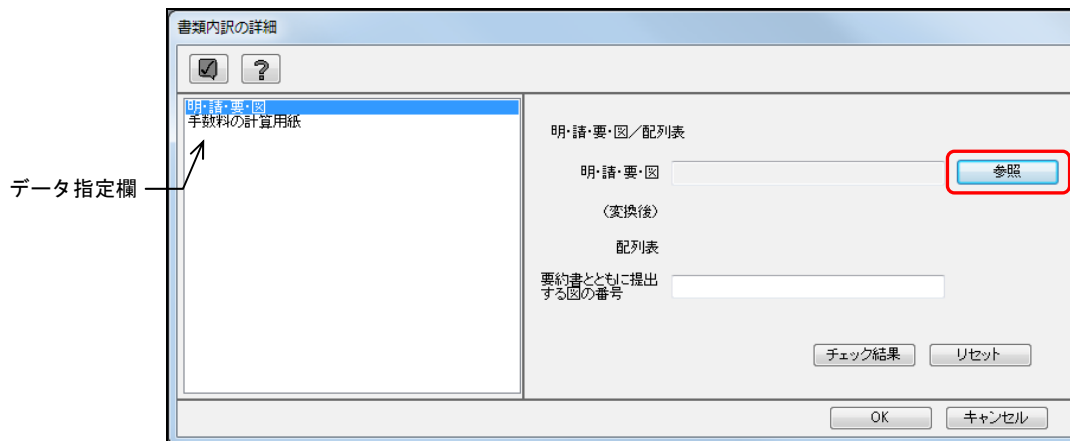 書類内訳の詳細
明・請・要・図
手数料の計算用紙
データ指定欄
明・請・要・図／配列表
明・請・要・図
参照
(変換後)
配列表
要約書とともに提出
する図の番号
チェック結果
リセット
OK
キャンセル